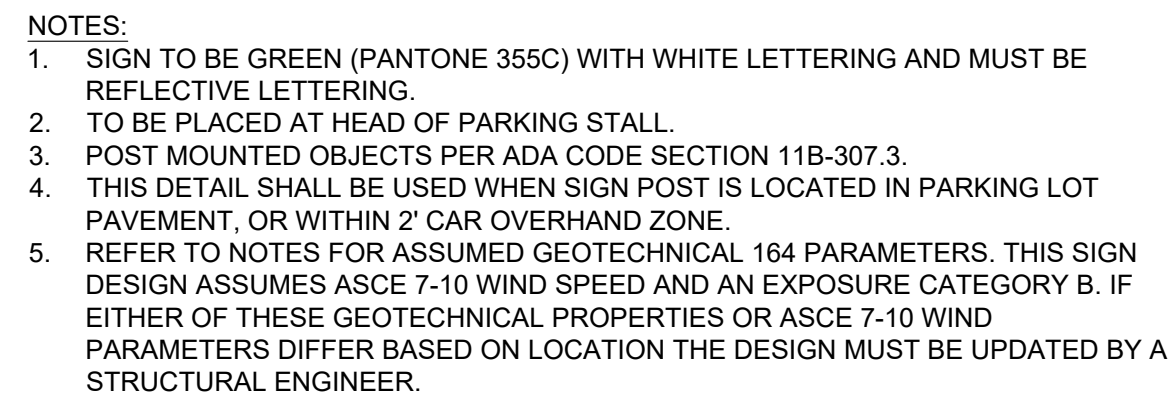 NOTES:
1. SIGN TO BE GREEN (PANTONE 355C) WITH WHITE LETTERING AND MUST BE
REFLECTIVE LETTERING.
2. TO BE PLACED AT HEAD OF PARKING STALL.
3. POST MOUNTED OBJECTS PER ADA CODE SECTION 11B-307.3.
4. THIS DETAIL SHALL BE USED WHEN SIGN POST IS LOCATED IN PARKING LOT
PAVEMENT, OR WITHIN 2' CAR OVERHAND ZONE.
5. REFER TO NOTES FOR ASSUMED GEOTECHNICAL 164 PARAMETERS. THIS SIGN
DESIGN ASSUMES ASCE 7-10 WIND SPEED AND AN EXPOSURE CATEGORY B. IF
EITHER OF THESE GEOTECHNICAL PROPERTIES OR ASCE 7-10 WIND
PARAMETERS DIFFER BASED ON LOCATION THE DESIGN MUST BE UPDATED BY A
STRUCTURAL ENGINEER.